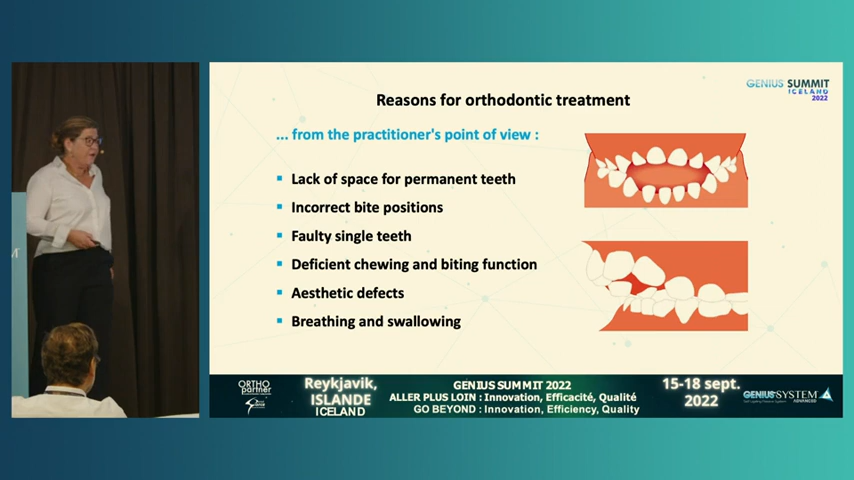 GENIUS SUMMIT
ICELAND
2022
Reasons for orthodontic treatment
... from the practitioner's point of view :
▪ Lack of space for permanent teeth
▪ Incorrect bite positions
▪ Faulty single teeth
▪ Deficient chewing and biting function
▪ Aesthetic defects
▪ Breathing and swallowing
ORTHO
partner
Reykjavik,
ISLANDE
ICELAND
GENIUS SUMMIT 2022
ALLER PLUS LOIN : Innovation, Efficacité, Qualité
GO BEYOND : Innovation, Efficiency, Quality
15-18 sept.
2022
GENIUS SYSTEM
ADVANCED